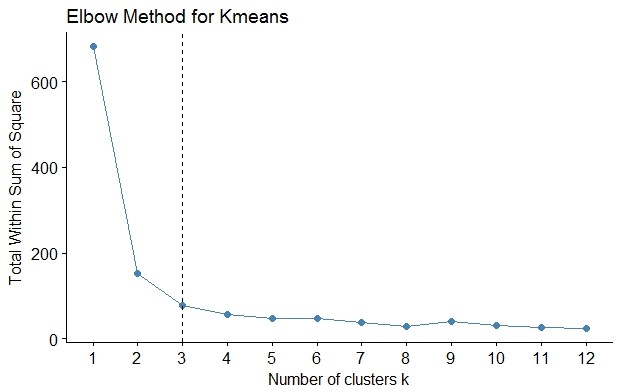 Elbow Method for Kmeans
Total Within Sum of Square
600
400
200
0
1 2 3 4 5 6 7 8 9 10 11 12
Number of clusters k